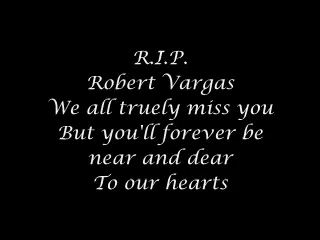 R.I.P.
Robert Vargas
We all truely miss you
But you'll forever be
near and dear
To our hearts